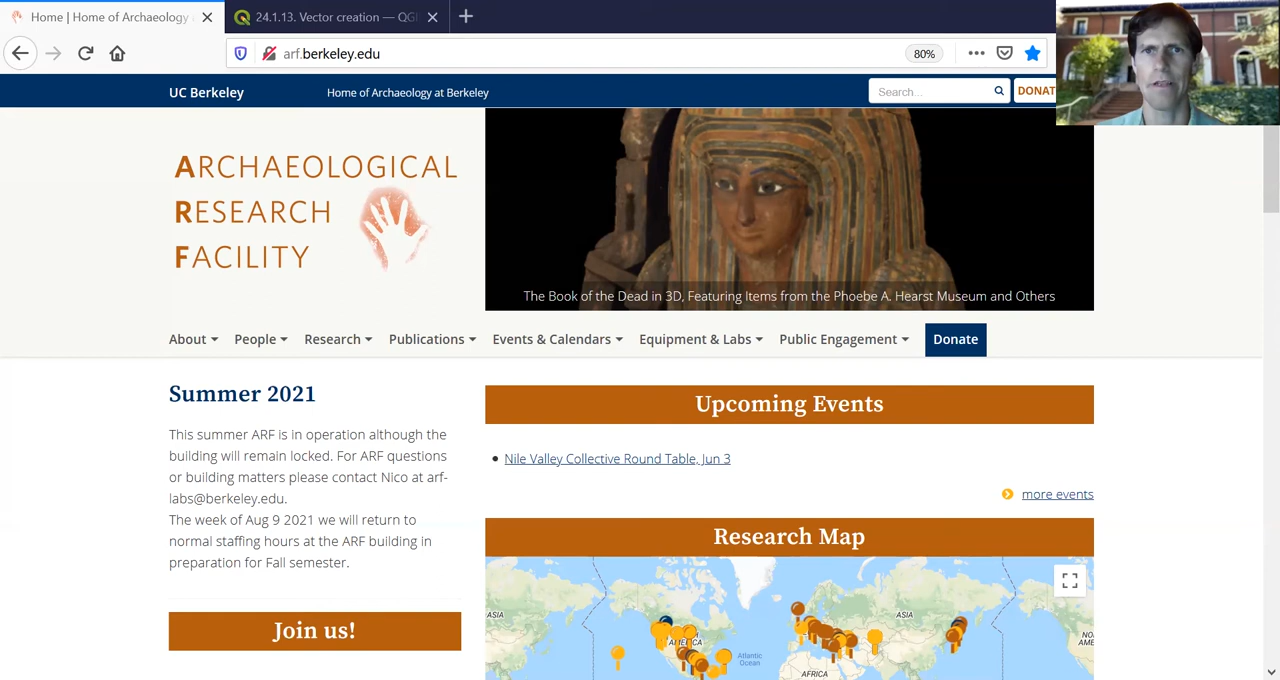 Home | Home of Archaeology
24.1.13. Vector creation — QGI
arf.berkeley.edu
80%
UC Berkeley
Home of Archaeology at Berkeley
Search...
DONAT
ARCHAEOLOGICAL
RESEARCH
FACILITY
The Book of the Dead in 3D, Featuring Items from the Phoebe A. Hearst Museum and Others
About
People
Research
Publications
Events & Calendars
Equipment & Labs
Public Engagement
Donate
Summer 2021
This summer ARF is in operation although the
building will remain locked. For ARF questions
or building matters please contact Nico at arf-
labs@berkeley.edu.
The week of Aug 9 2021 we will return to
normal staffing hours at the ARF building in
preparation for Fall semester.
Join us!
Upcoming Events
Nile Valley Collective Round Table, Jun 3
more events
Research Map
ASIA
AMERICA
Atlantic
Ocean
AFRICA
ASIA
NO
AME